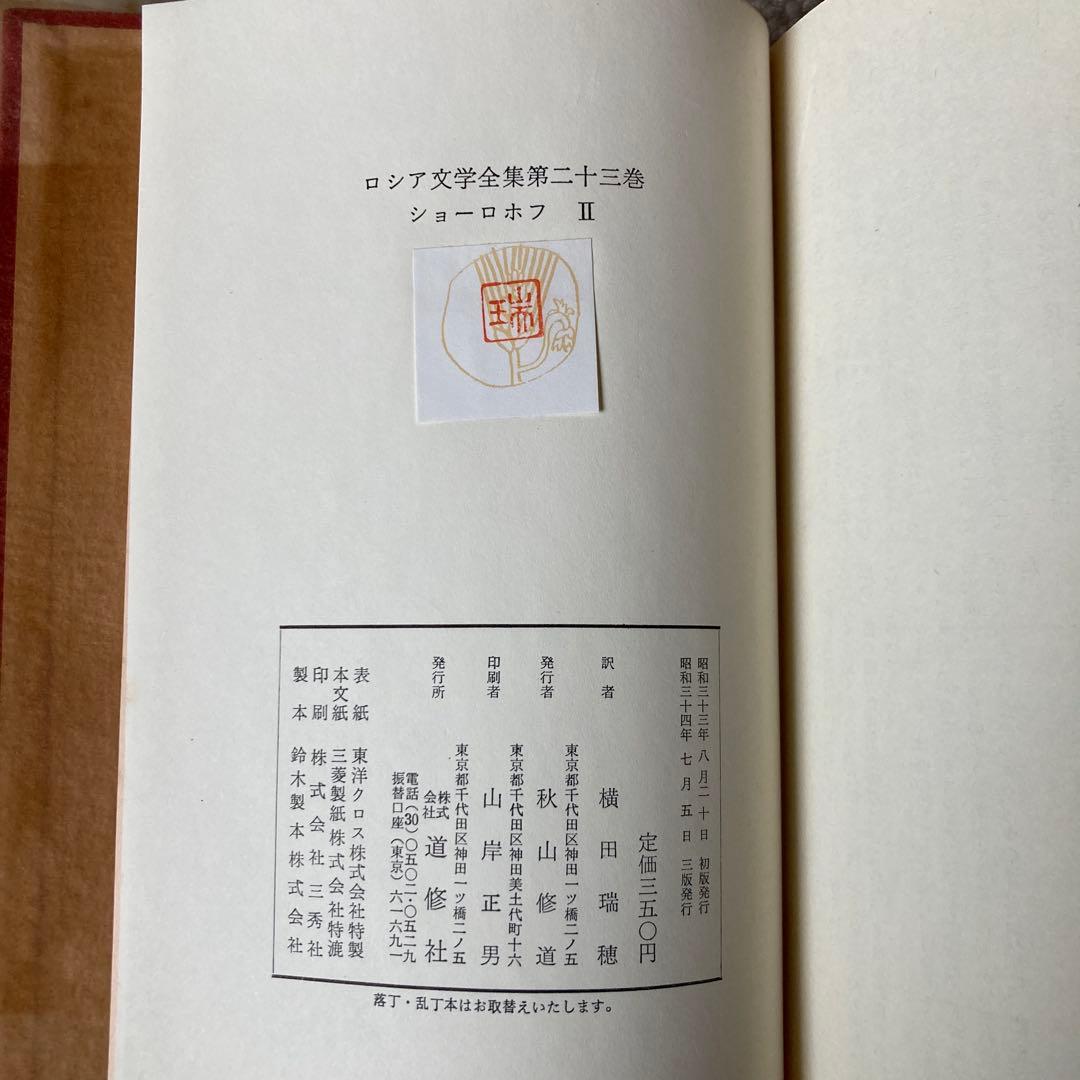 ロシア文学全集第二十三巻
ショーロホフ Ⅱ
瑞
昭和三十三年 八月二十日 初版発行
昭和三十四年 七月五日 三版発行
定価三五〇円
訳者 横田瑞穂
東京都千代田区神田一ツ橋二ノ五
発行者 秋山修道
東京都千代田区神田美土代町十六
印刷者 山岸正男
東京都千代田区神田一ツ橋二ノ五
発行所 株式会社 道修社
電話(30)〇五〇二・〇五二九
振替口座(東京)六一六九一
表紙 東洋クロス株式会社特製
本文紙 三菱製紙株式会社特漉
印刷 株式会社三秀社
製本 鈴木製本株式会社
落丁・乱丁本はお取替えいたします。